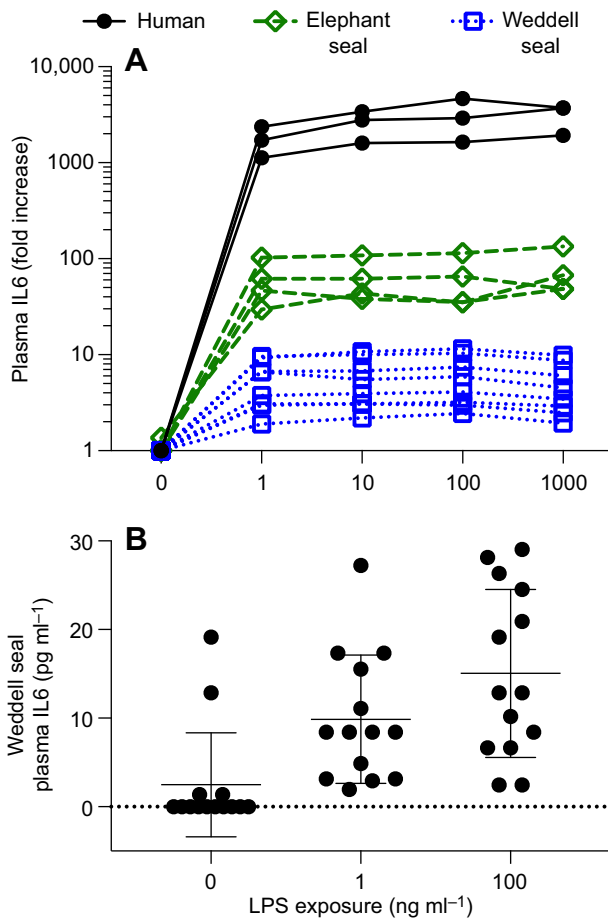 Human
Elephant
seal
Weddell
seal
A
10,000
1000
100
10
1
Plasma IL6 (fold increase)
0
1
10
100
1000
B
30
20
10
0
Weddell seal
plasma IL6 (pg ml⁻¹)
0
1
100
LPS exposure (ng ml⁻¹)